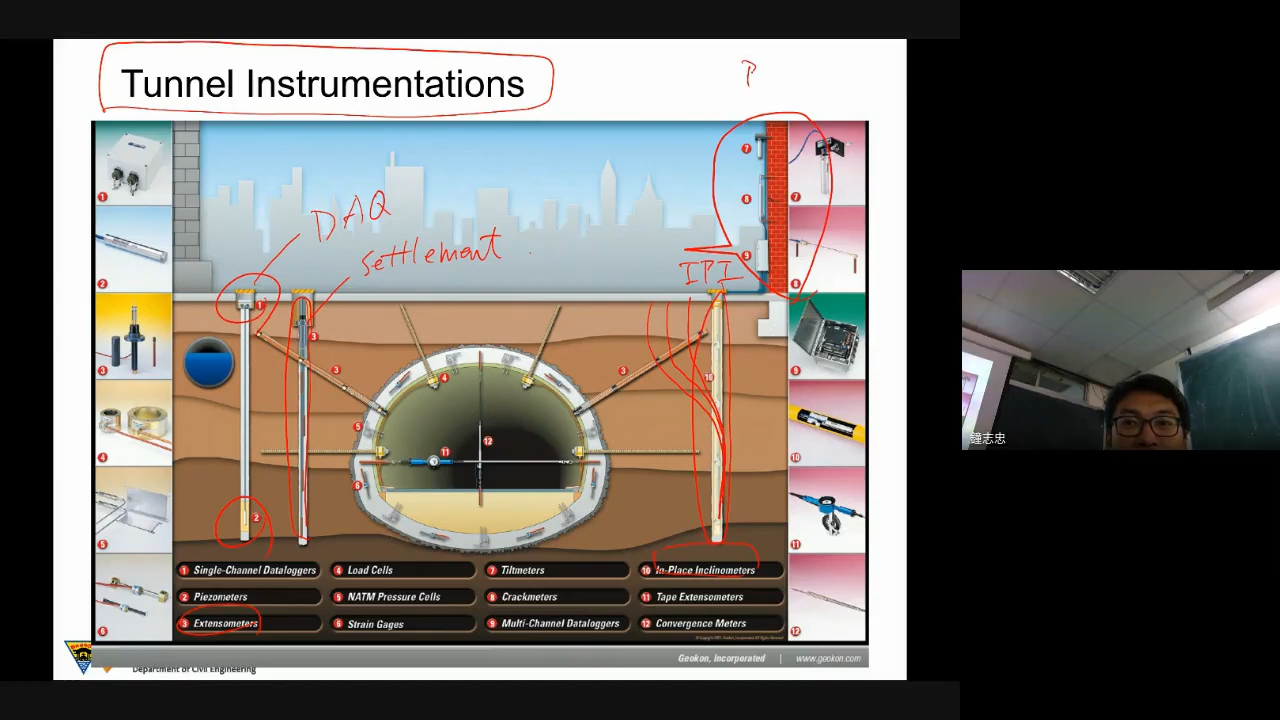 Tunnel Instrumentations
P
DAQ
Settlement
IPI
1 Single-Channel Dataloggers
2 Piezometers
3 Extensometers
4 Load Cells
5 NATM Pressure Cells
6 Strain Gages
7 Tiltmeters
8 Crackmeters
9 Multi-Channel Dataloggers
10 In-Place Inclinometers
11 Tape Extensometers
12 Convergence Meters
Geokon, Incorporated | www.geokon.com
Department of Civil Engineering
鐘志忠